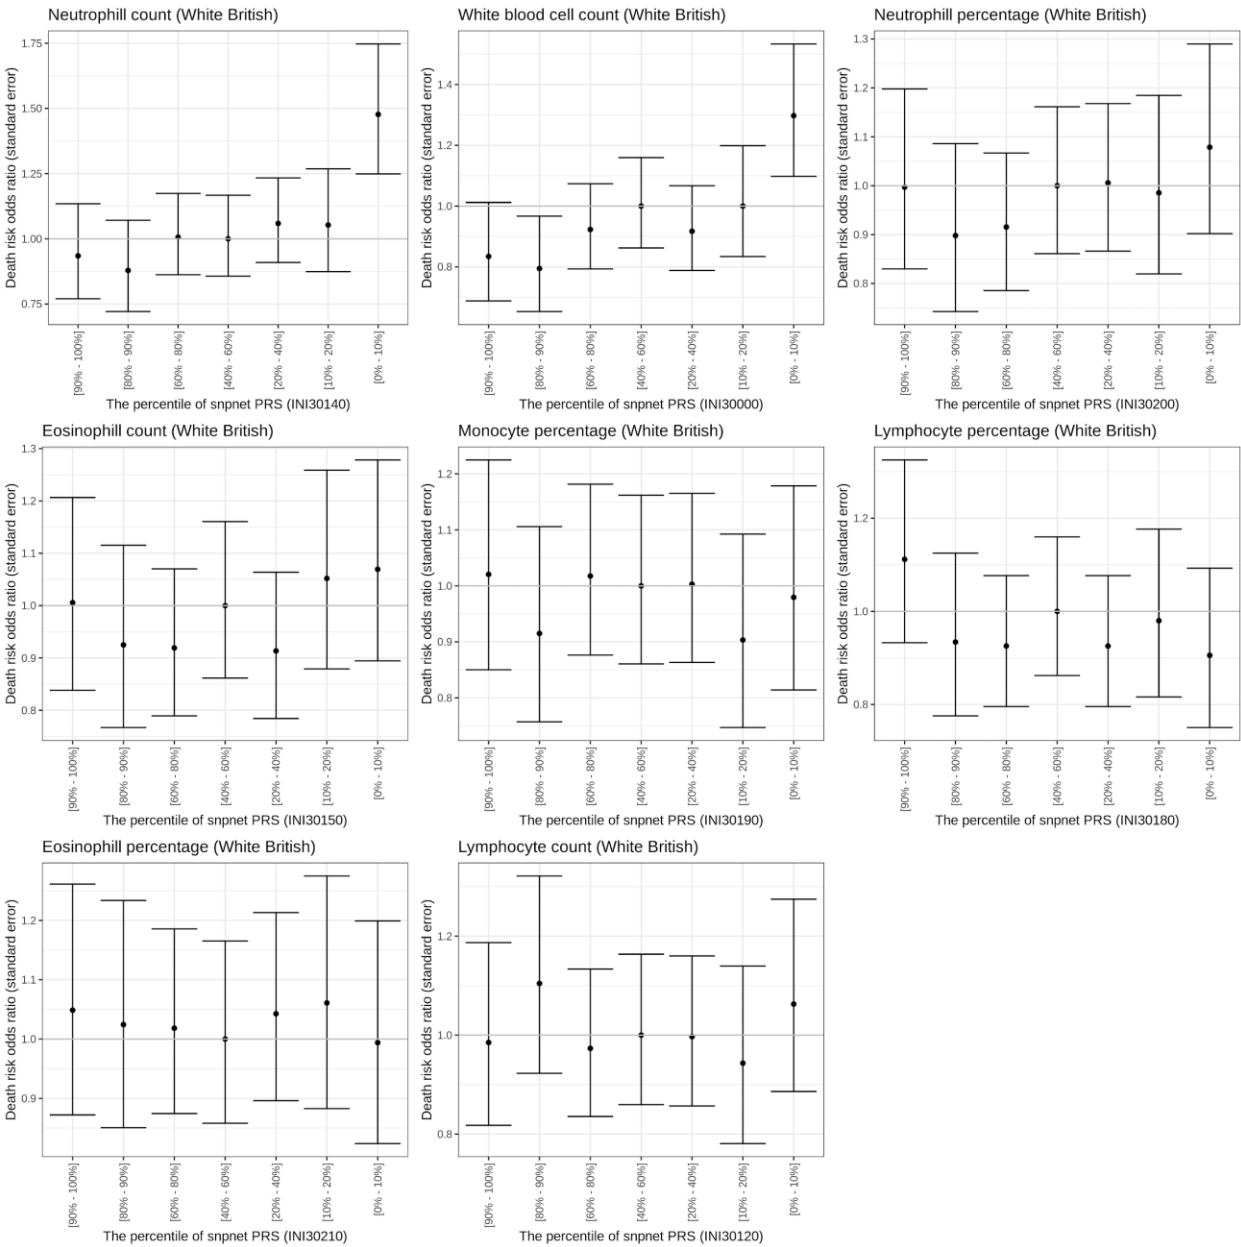 Neutrophill count (White British)
Death risk odds ratio (standard error)
1.75
1.50
1.25
1.00
0.75
[90% - 100%]
[80% - 90%]
[60% - 80%]
[40% - 60%]
[20% - 40%]
[10% - 20%]
[0% - 10%]
The percentile of snpnet PRS (INI30140)
White blood cell count (White British)
Death risk odds ratio (standard error)
1.4
1.2
1.0
0.8
[90% - 100%]
[80% - 90%]
[60% - 80%]
[40% - 60%]
[20% - 40%]
[10% - 20%]
[0% - 10%]
The percentile of snpnet PRS (INI30000)
Neutrophill percentage (White British)
Death risk odds ratio (standard error)
1.3
1.2
1.1
1.0
0.9
0.8
[90% - 100%]
[80% - 90%]
[60% - 80%]
[40% - 60%]
[20% - 40%]
[10% - 20%]
[0% - 10%]
The percentile of snpnet PRS (INI30200)
Eosinophill count (White British)
Death risk odds ratio (standard error)
1.3
1.2
1.1
1.0
0.9
0.8
[90% - 100%]
[80% - 90%]
[60% - 80%]
[40% - 60%]
[20% - 40%]
[10% - 20%]
[0% - 10%]
The percentile of snpnet PRS (INI30150)
Monocyte percentage (White British)
Death risk odds ratio (standard error)
1.2
1.1
1.0
0.9
0.8
[90% - 100%]
[80% - 90%]
[60% - 80%]
[40% - 60%]
[20% - 40%]
[10% - 20%]
[0% - 10%]
The percentile of snpnet PRS (INI30190)
Lymphocyte percentage (White British)
Death risk odds ratio (standard error)
1.2
1.0
0.8
[90% - 100%]
[80% - 90%]
[60% - 80%]
[40% - 60%]
[20% - 40%]
[10% - 20%]
[0% - 10%]
The percentile of snpnet PRS (INI30180)
Eosinophill percentage (White British)
Death risk odds ratio (standard error)
1.2
1.1
1.0
0.9
[90% - 100%]
[80% - 90%]
[60% - 80%]
[40% - 60%]
[20% - 40%]
[10% - 20%]
[0% - 10%]
The percentile of snpnet PRS (INI30210)
Lymphocyte count (White British)
Death risk odds ratio (standard error)
1.2
1.0
0.8
[90% - 100%]
[80% - 90%]
[60% - 80%]
[40% - 60%]
[20% - 40%]
[10% - 20%]
[0% - 10%]
The percentile of snpnet PRS (INI30120)